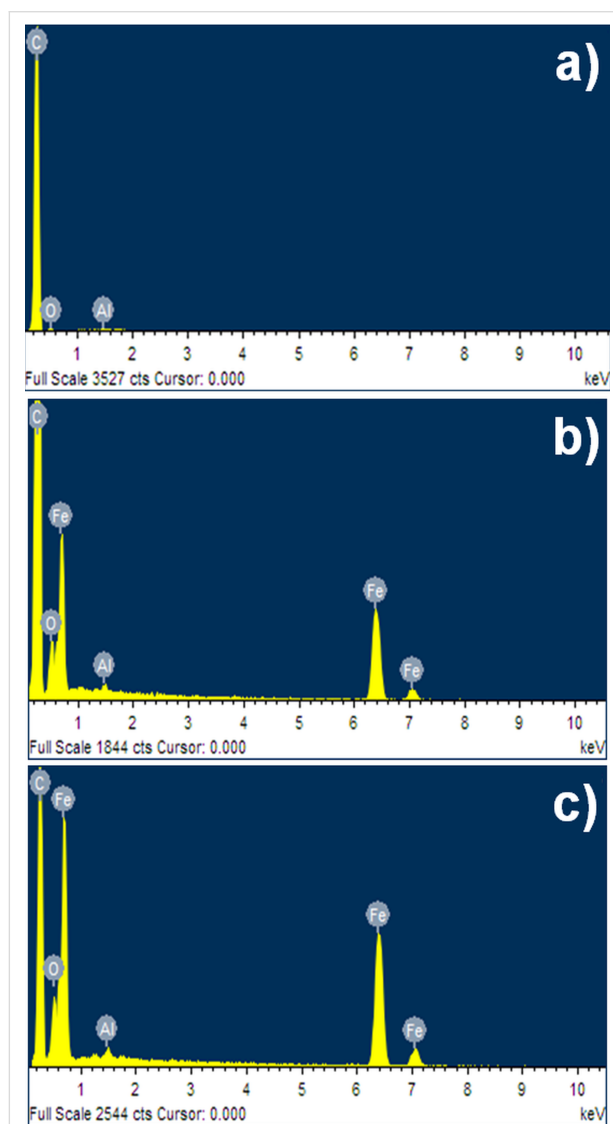 a)
C
O Al
1 2 3 4 5 6 7 8 9 10
Full Scale 3527 cts Cursor: 0.000 keV
b)
C
Fe
Fe
O
Al Fe
1 2 3 4 5 6 7 8 9 10
Full Scale 1844 cts Cursor: 0.000 keV
c)
C Fe
Fe
O
Al Fe
1 2 3 4 5 6 7 8 9 10
Full Scale 2544 cts Cursor: 0.000 keV